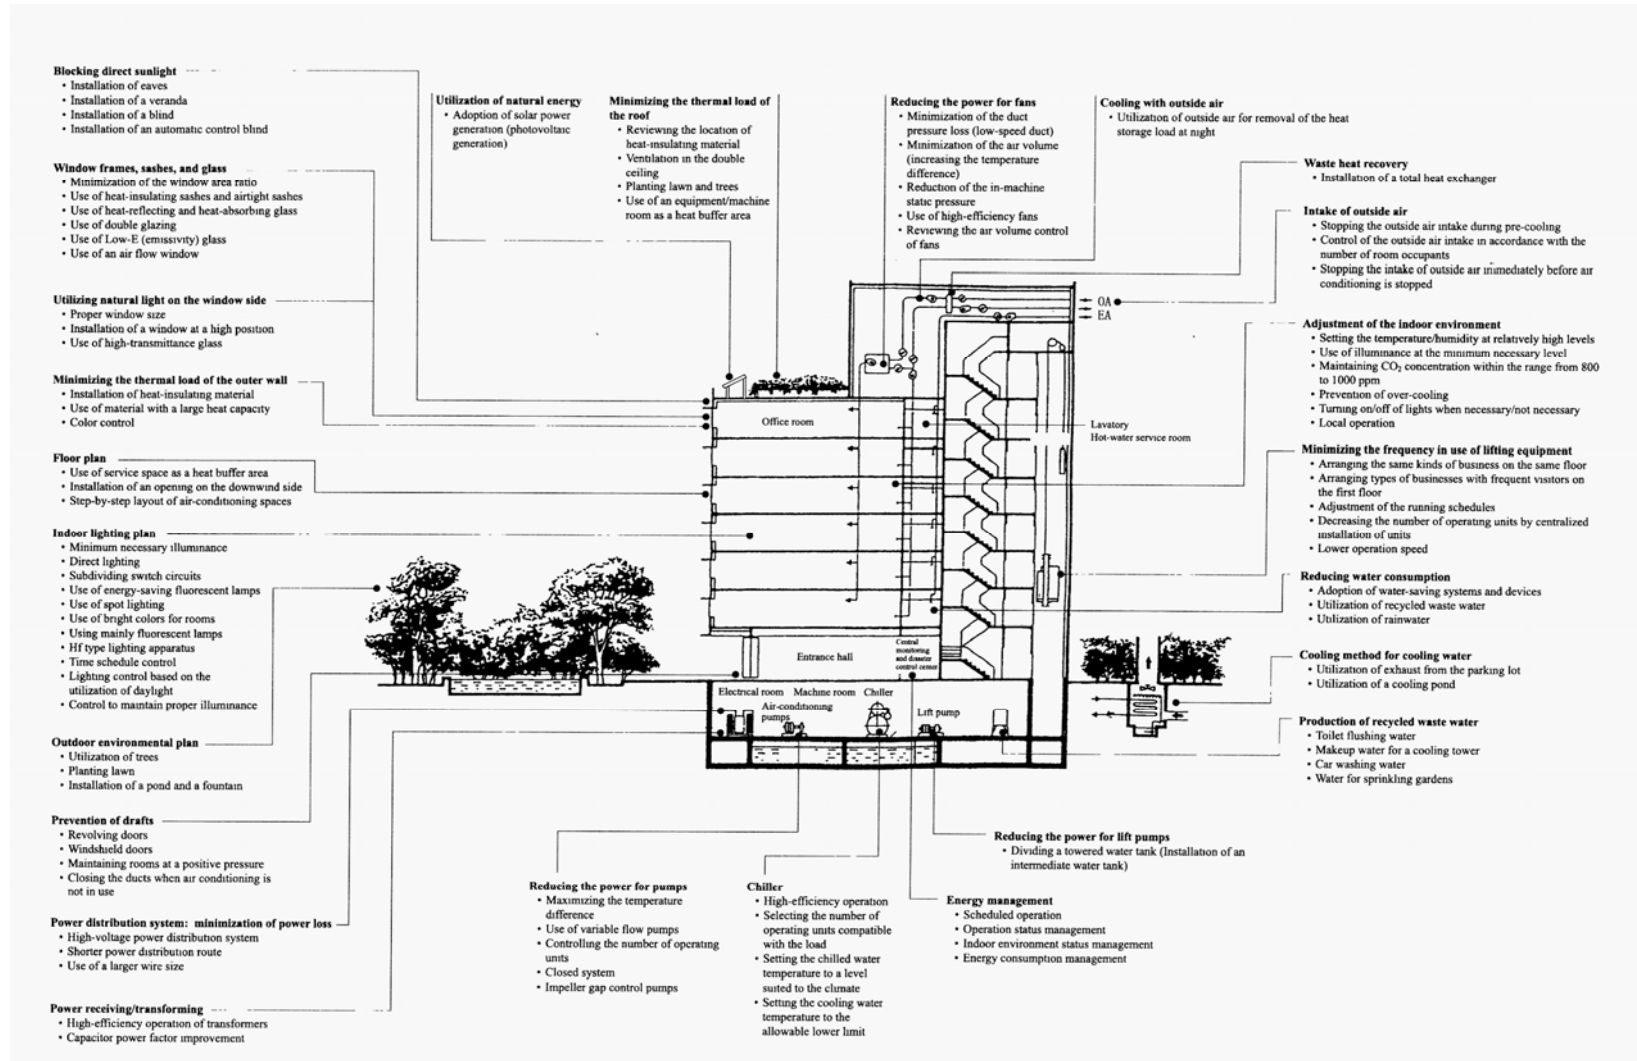 Blocking direct sunlight
• Installation of eaves
• Installation of a veranda
• Installation of a blind
• Installation of an automatic control blind
Window frames, sashes, and glass
• Minimization of the window area ratio
• Use of heat-insulating sashes and airtight sashes
• Use of heat-reflecting and heat-absorbing glass
• Use of double glazing
• Use of Low-E (emissivity) glass
• Use of an air flow window
Utilizing natural light on the window side
• Proper window size
• Installation of a window at a high position
• Use of high-transmittance glass
Minimizing the thermal load of the outer wall
• Installation of heat-insulating material
• Use of material with a large heat capacity
• Color control
Floor plan
• Use of service space as a heat buffer area
• Installation of an opening on the downwind side
• Step-by-step layout of air-conditioning spaces
Indoor lighting plan
• Minimum necessary illuminance
• Direct lighting
• Subdividing switch circuits
• Use of energy-saving fluorescent lamps
• Use of spot lighting
• Use of bright colors for rooms
• Using mainly fluorescent lamps
• Hf type lighting apparatus
• Time schedule control
• Lighting control based on the
utilization of daylight
• Control to maintain proper illuminance
Outdoor environmental plan
• Utilization of trees
• Planting lawn
• Installation of a pond and a fountain
Prevention of drafts
• Revolving doors
• Windshield doors
• Maintaining rooms at a positive pressure
• Closing the ducts when air conditioning is
not in use
Power distribution system: minimization of power loss
• High-voltage power distribution system
• Shorter power distribution route
• Use of a larger wire size
Power receiving/transforming
• High-efficiency operation of transformers
• Capacitor power factor improvement
Utilization of natural energy
• Adoption of solar power
generation (photovoltaic
generation)
Minimizing the thermal load of
the roof
• Reviewing the location of
heat-insulating material
• Ventilation in the double
ceiling
• Planting lawn and trees
• Use of an equipment/machine
room as a heat buffer area
Reducing the power for fans
• Minimization of the duct
pressure loss (low-speed duct)
• Minimization of the air volume
(increasing the temperature
difference)
• Reduction of the in-machine
static pressure
• Use of high-efficiency fans
• Reviewing the air volume control
of fans
Cooling with outside air
• Utilization of outside air for removal of the heat
storage load at night
Waste heat recovery
• Installation of a total heat exchanger
Intake of outside air
• Stopping the outside air intake during pre-cooling
• Control of the outside air intake in accordance with the
number of room occupants
• Stopping the intake of outside air immediately before air
conditioning is stopped
Adjustment of the indoor environment
• Setting the temperature/humidity at relatively high levels
• Use of illuminance at the minimum necessary level
• Maintaining CO₂ concentration within the range from 800
to 1000 ppm
• Prevention of over-cooling
• Turning on/off of lights when necessary/not necessary
• Local operation
Minimizing the frequency in use of lifting equipment
• Arranging the same kinds of business on the same floor
• Arranging types of businesses with frequent visitors on
the first floor
• Adjustment of the running schedules
• Decreasing the number of operating units by centralized
installation of units
• Lower operation speed
Reducing water consumption
• Adoption of water-saving systems and devices
• Utilization of recycled waste water
• Utilization of rainwater
Cooling method for cooling water
• Utilization of exhaust from the parking lot
• Utilization of a cooling pond
Production of recycled waste water
• Toilet flushing water
• Makeup water for a cooling tower
• Car washing water
• Water for sprinkling gardens
OA
EA
Office room
Lavatory
Hot-water service room
Entrance hall
Central
monitoring
and disaster
control center
Electrical room Machine room Chiller
Air-conditioning
pumps
Lift pump
Reducing the power for pumps
• Maximizing the temperature
difference
• Use of variable flow pumps
• Controlling the number of operating
units
• Closed system
• Impeller gap control pumps
Chiller
• High-efficiency operation
• Selecting the number of
operating units compatible
with the load
• Setting the chilled water
temperature to a level
suited to the climate
• Setting the cooling water
temperature to the
allowable lower limit
Reducing the power for lift pumps
• Dividing a towered water tank (Installation of an
intermediate water tank)
Energy management
• Scheduled operation
• Operation status management
• Indoor environment status management
• Energy consumption management